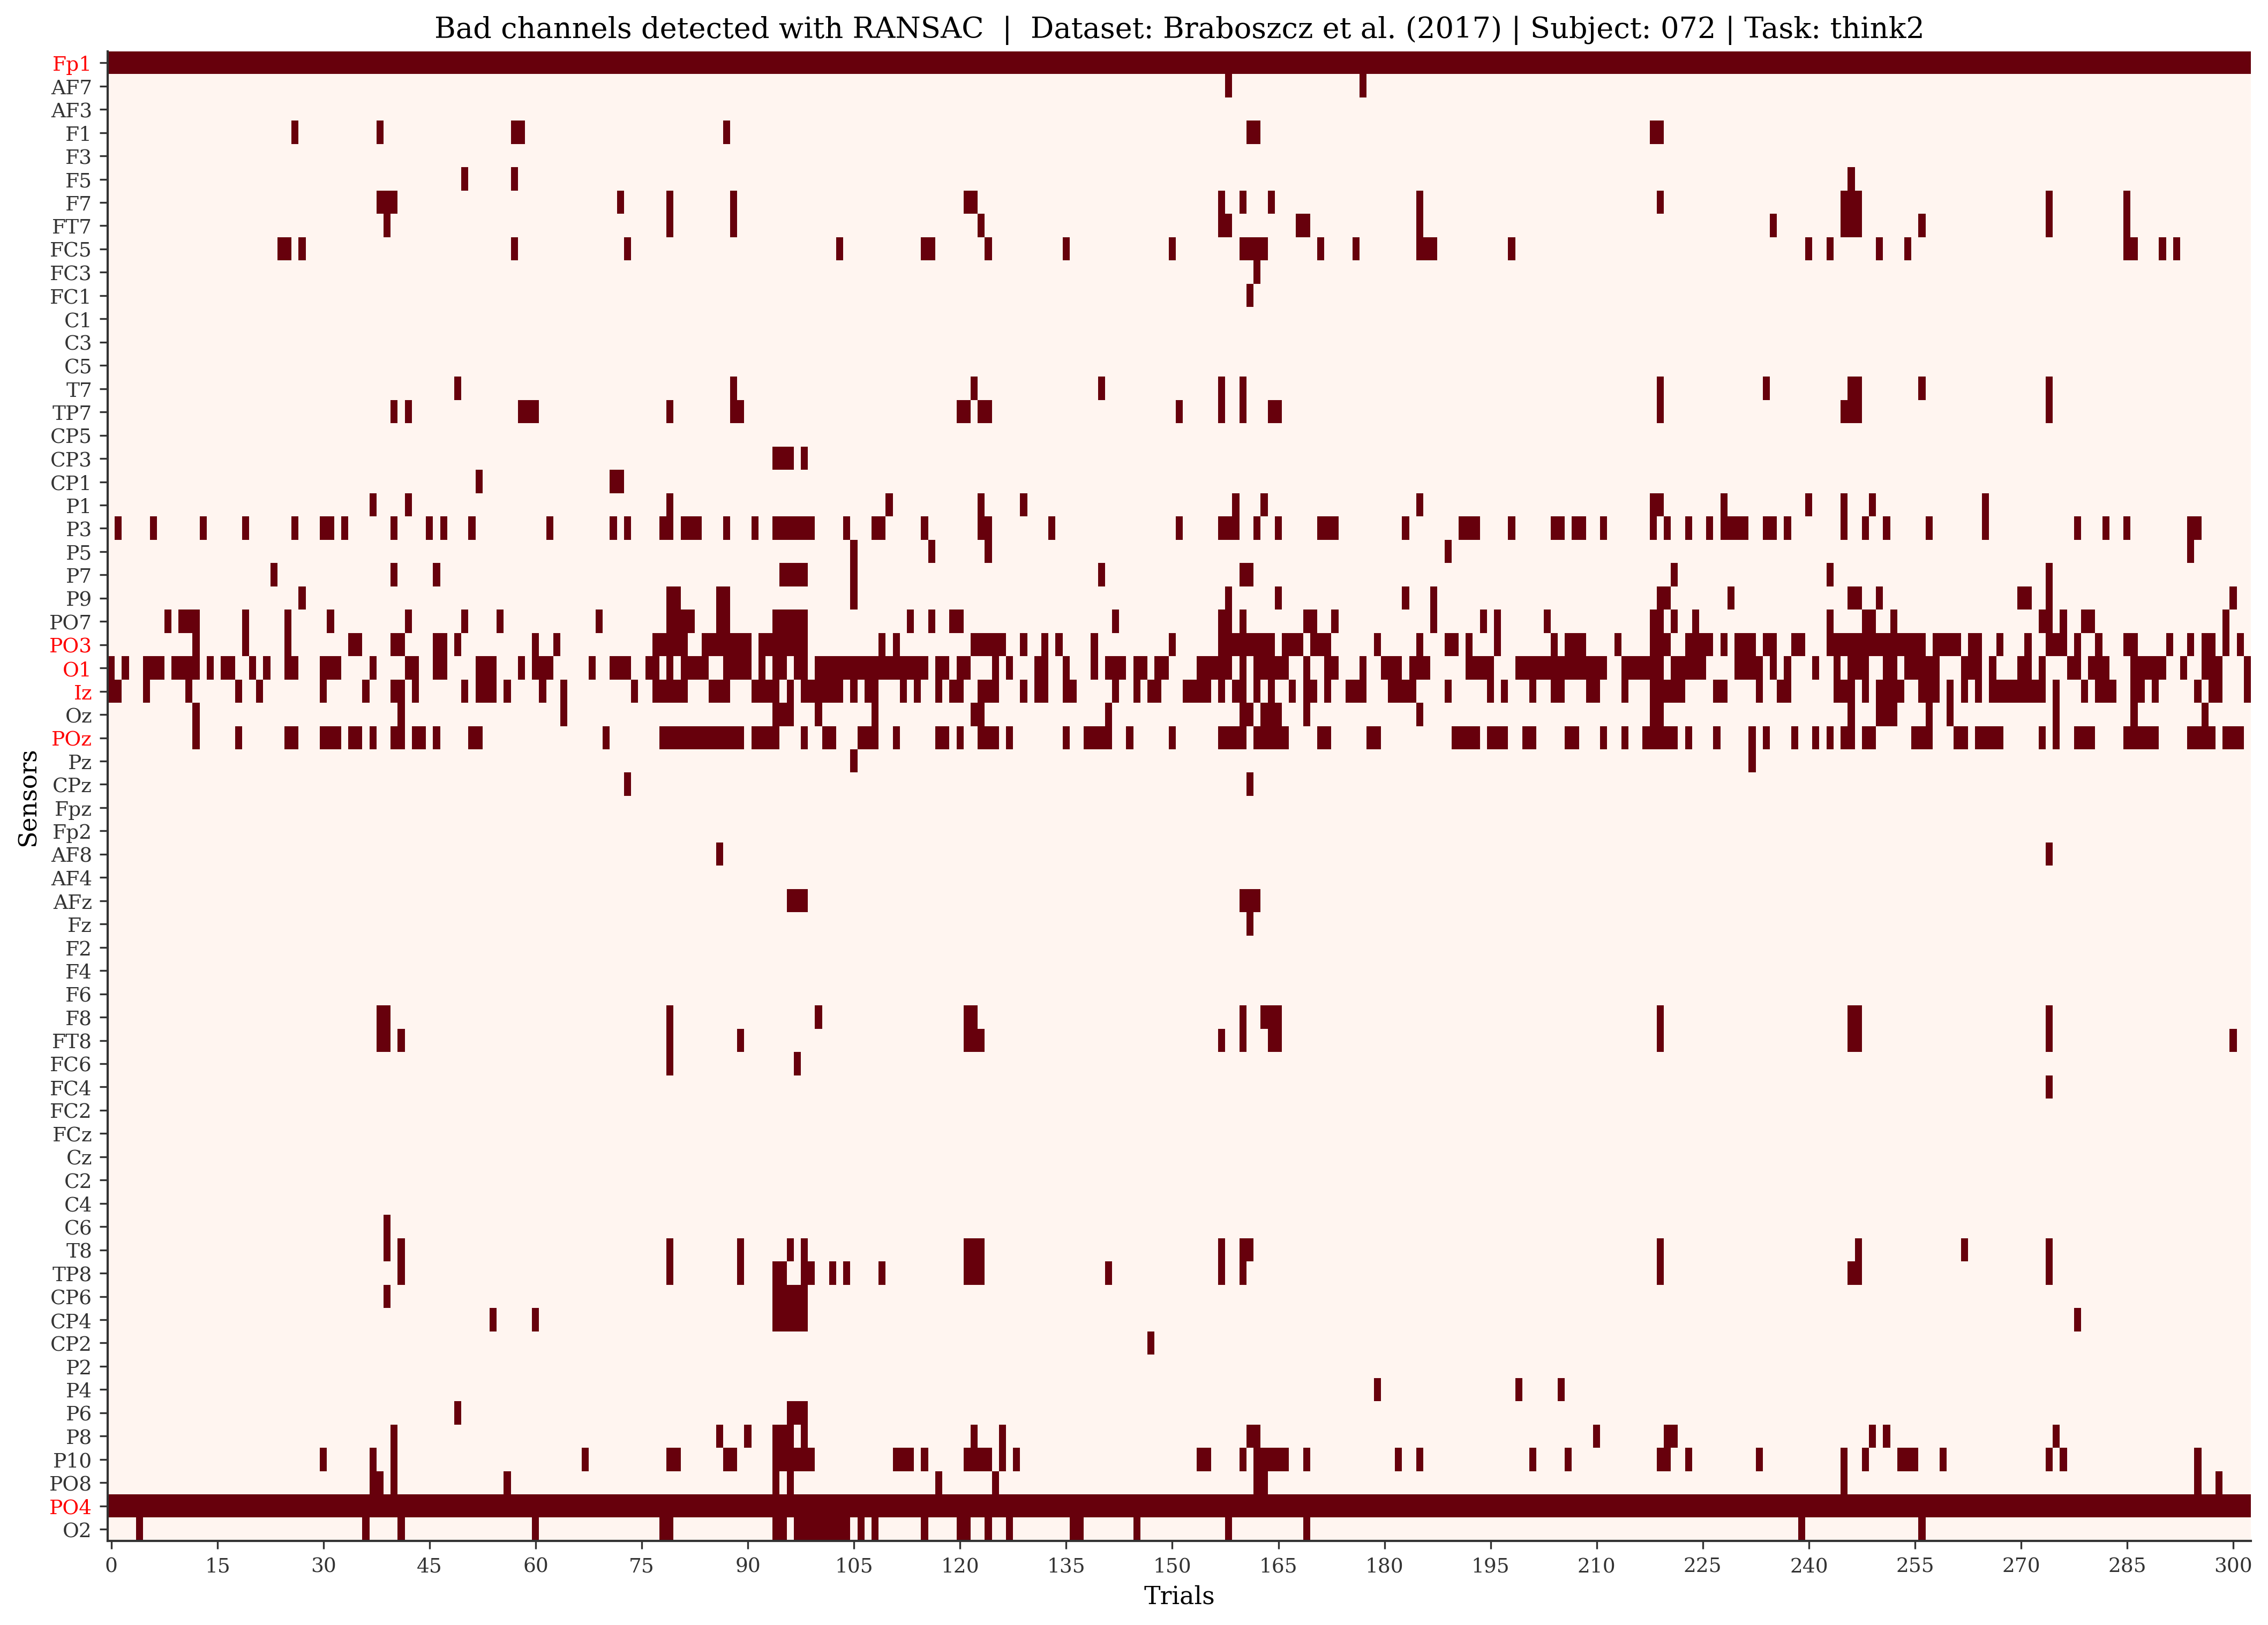 Bad channels detected with RANSAC | Dataset: Braboszcz et al. (2017) | Subject: 072 | Task: think2
Fp1
AF7
AF3
F1
F3
F5
F7
FT7
FC5
FC3
FC1
C1
C3
C5
T7
TP7
CP5
CP3
CP1
P1
P3
P5
P7
P9
PO7
PO3
O1
Iz
Oz
POz
Pz
CPz
Fpz
Fp2
AF8
AF4
AFz
Fz
F2
F4
F6
F8
FT8
FC6
FC4
FC2
FCz
Cz
C2
C4
C6
T8
TP8
CP6
CP4
CP2
P2
P4
P6
P8
P10
PO8
PO4
O2
Sensors
0 15 30 45 60 75 90 105 120 135 150 165 180 195 210 225 240 255 270 285 300
Trials